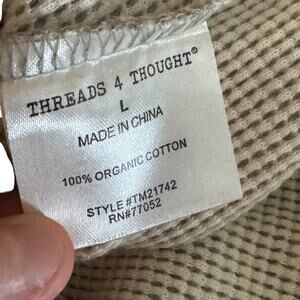 THREADS 4 THOUGHT®
L
MADE IN CHINA
100% ORGANIC COTTON
STYLE #TM21742
RN#77052